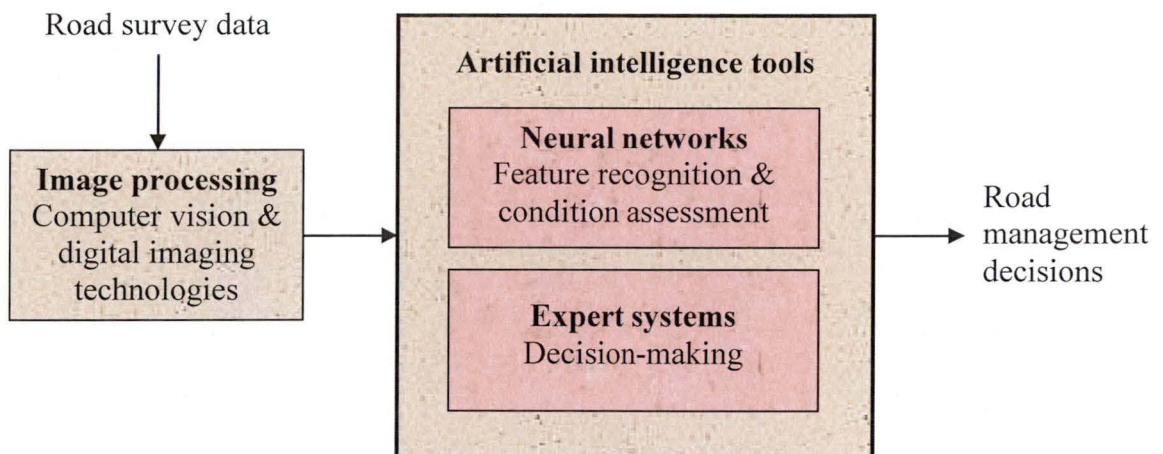 Road survey data
Image processing
Computer vision &
digital imaging
technologies
Artificial intelligence tools
Neural networks
Feature recognition &
condition assessment
Expert systems
Decision-making
Road
management
decisions